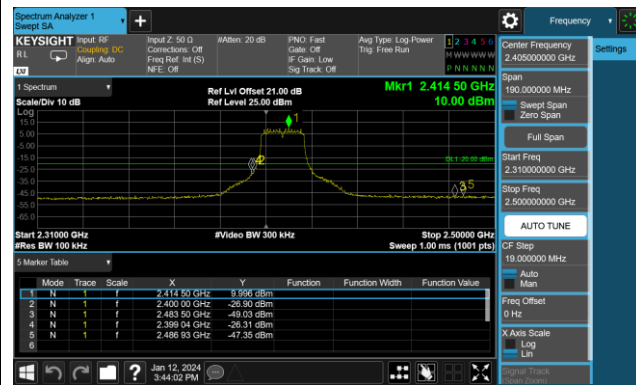 Spectrum Analyzer 1
Swept SA
Frequency
KEYSIGHT
RL
LXI
Input: RF
Coupling: DC
Align: Auto
Input Z: 50 Ω
Corrections: Off
Freq Ref: Int (S)
NFE: Off
#Atten: 20 dB
PNO: Fast
Gate: Off
IF Gain: Low
Sig Track: Off
Avg Type: Log-Power
Trig: Free Run
1 2 3 4 5 6
M W W W W W
P N N N N N
1 Spectrum
Scale/Div 10 dB
Ref Lvl Offset 21.00 dB
Ref Level 25.00 dBm
Mkr1 2.414 50 GHz
10.00 dBm
Log
15.0
5.00
-5.00
-15.0
-25.0
-35.0
-45.0
-55.0
-65.0
1
DL1 -20.00 dBm
Start 2.31000 GHz
#Res BW 100 kHz
#Video BW 300 kHz
Stop 2.50000 GHz
Sweep 1.00 ms (1001 pts)
5 Marker Table
Mode Trace Scale X Y Function Function Width Function Value
1 N 1 f 2.414 50 GHz 9.996 dBm
2 N 1 f 2.400 00 GHz -26.90 dBm
3 N 1 f 2.483 50 GHz -49.03 dBm
4 N 1 f 2.399 04 GHz -26.31 dBm
5 N 1 f 2.486 93 GHz -47.35 dBm
6
Jan 12, 2024
3:44:02 PM
Center Frequency
2.405000000 GHz
Settings
Span
190.000000 MHz
Swept Span
Zero Span
Full Span
Start Freq
2.310000000 GHz
Stop Freq
2.500000000 GHz
AUTO TUNE
CF Step
19.000000 MHz
Auto
Man
Freq Offset
0 Hz
X Axis Scale
Log
Lin
Signal Track
(Span Zoom)